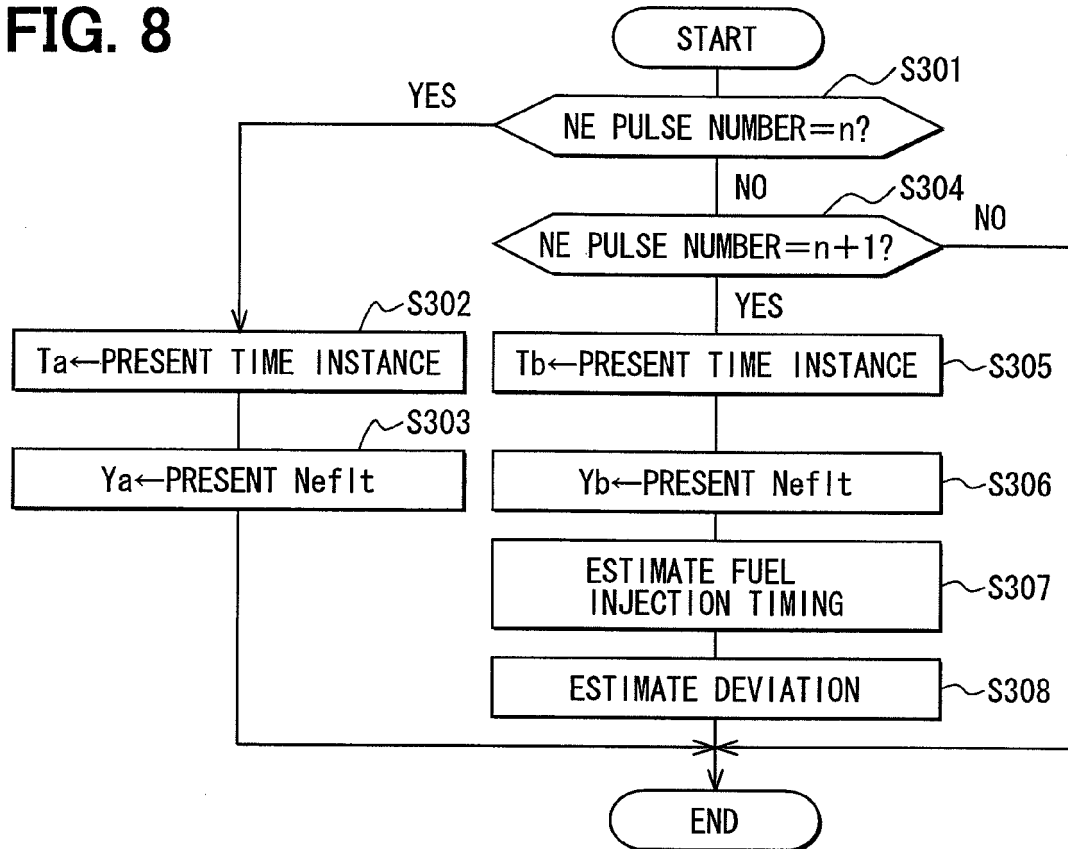 FIG. 8
START
S301
YES
NE PULSE NUMBER=n?
NO
S304
NO
NE PULSE NUMBER=n+1?
YES
S302
Ta←PRESENT TIME INSTANCE
Tb←PRESENT TIME INSTANCE
S305
S303
Ya←PRESENT Neflt
Yb←PRESENT Neflt
S306
ESTIMATE FUEL
INJECTION TIMING
S307
ESTIMATE DEVIATION
S308
END